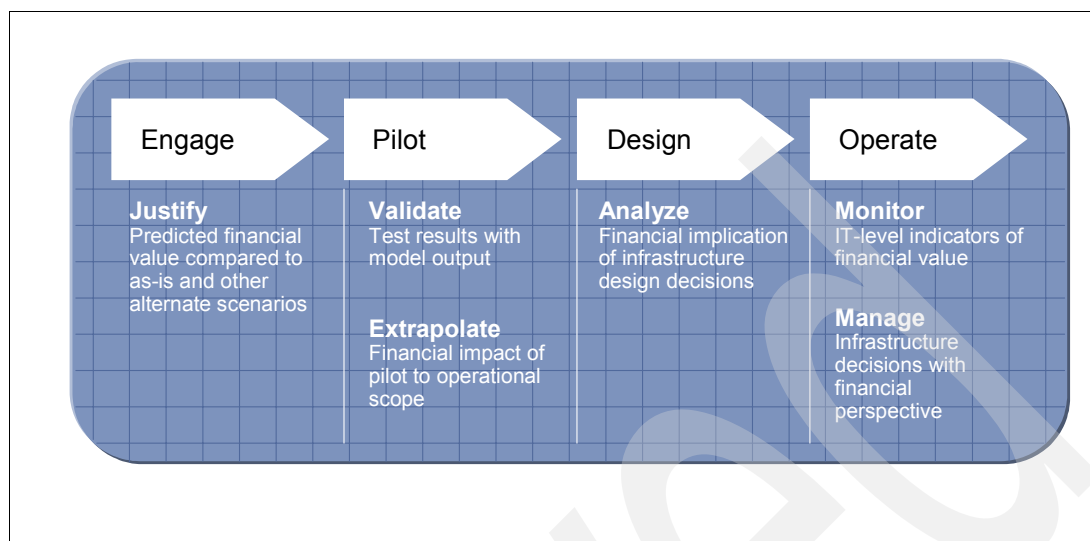 Engage
Pilot
Design
Operate
Justify
Predicted financial
value compared to
as-is and other
alternate scenarios
Validate
Test results with
model output
Extrapolate
Financial impact of
pilot to operational
scope
Analyze
Financial implication
of infrastructure
design decisions
Monitor
IT-level indicators of
financial value
Manage
Infrastructure
decisions with
financial
perspective